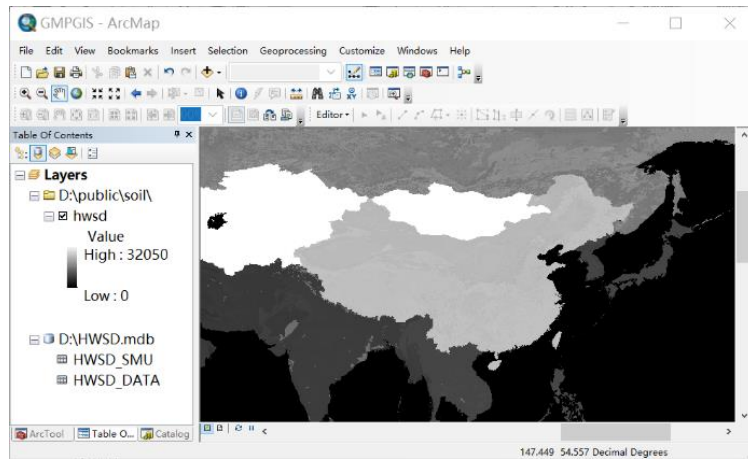 GMPGIS - ArcMap
File Edit View Bookmarks Insert Selection Geoprocessing Customize Windows Help
Editor
Table Of Contents
Layers
D:\public\soil\
hwsd
Value
High : 32050
Low : 0
D:\HWSD.mdb
HWSD_SMU
HWSD_DATA
ArcTool Table O... Catalog
147.449 54.557 Decimal Degrees